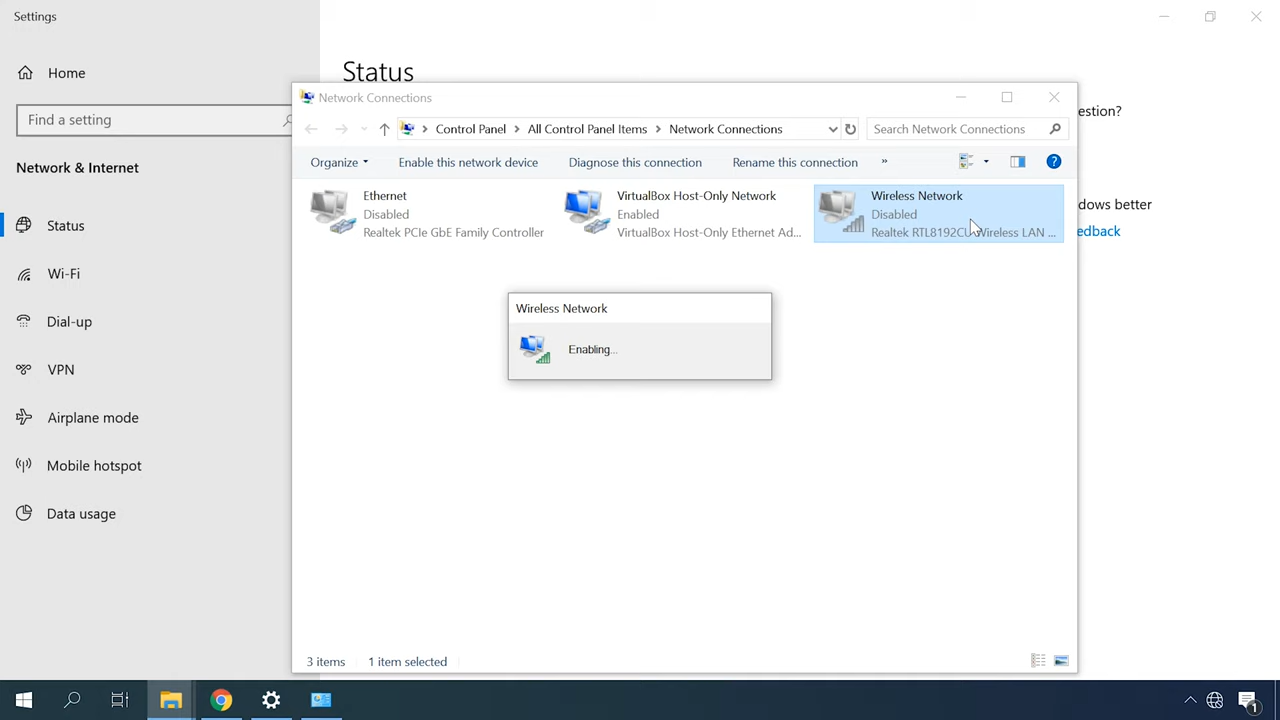 Settings
Home
Find a setting
Network & Internet
Status
Wi-Fi
Dial-up
VPN
Airplane mode
Mobile hotspot
Data usage
Status
estion?
dows better
edback
Network Connections
Control Panel
All Control Panel Items
Network Connections
Search Network Connections
Organize
Enable this network device
Diagnose this connection
Rename this connection
»
Ethernet
Disabled
Realtek PCIe GbE Family Controller
VirtualBox Host-Only Network
Enabled
VirtualBox Host-Only Ethernet Ad...
Wireless Network
Disabled
Realtek RTL8192CU Wireless LAN ...
Wireless Network
Enabling...
3 items
1 item selected
1